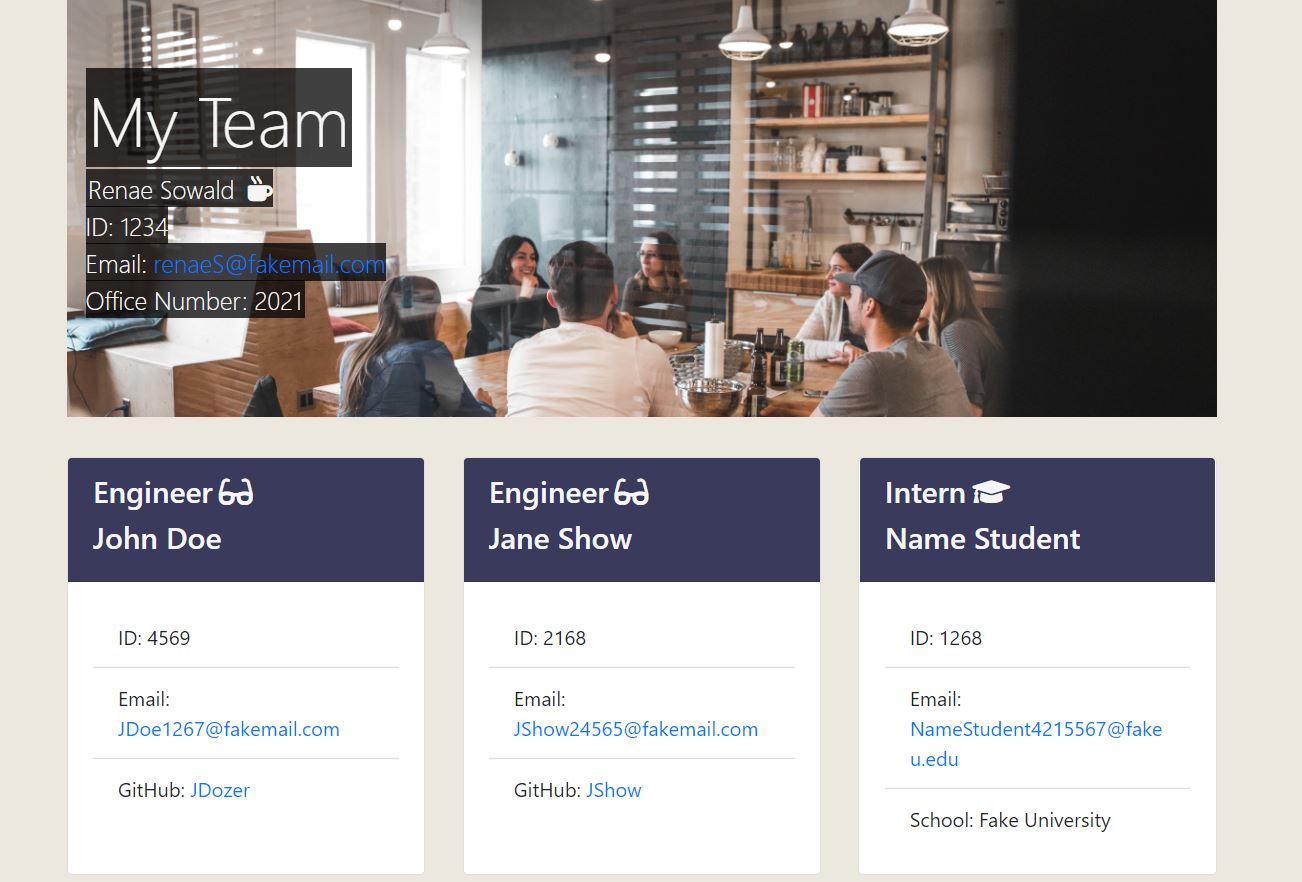 My Team
Renae Sowald
ID: 1234
Email: renaeS@fakemail.com
Office Number: 2021
Engineer
John Doe
ID: 4569
Email:
JDoe1267@fakemail.com
GitHub: JDozer
Engineer
Jane Show
ID: 2168
Email:
JShow24565@fakemail.com
GitHub: JShow
Intern
Name Student
ID: 1268
Email:
NameStudent4215567@fake
u.edu
School: Fake University